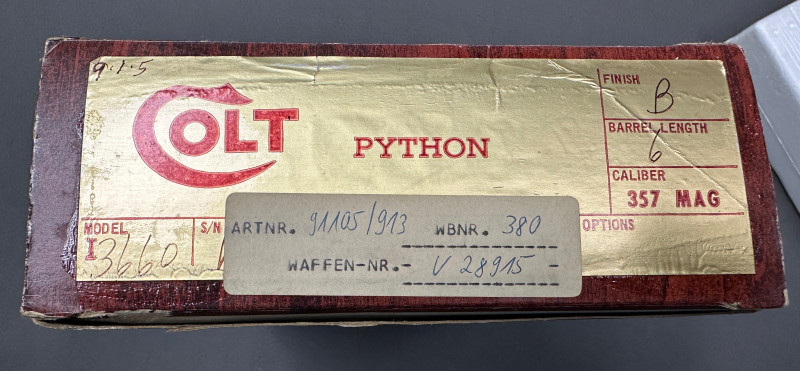 9.1.5
COLT
PYTHON
FINISH
B
BARREL LENGTH
6
CALIBER
357 MAG
MODEL
I3660
S/N
OPTIONS
ARTNR. 91105/913 WBNR. 380
WAFFEN-NR.- V 28915 -